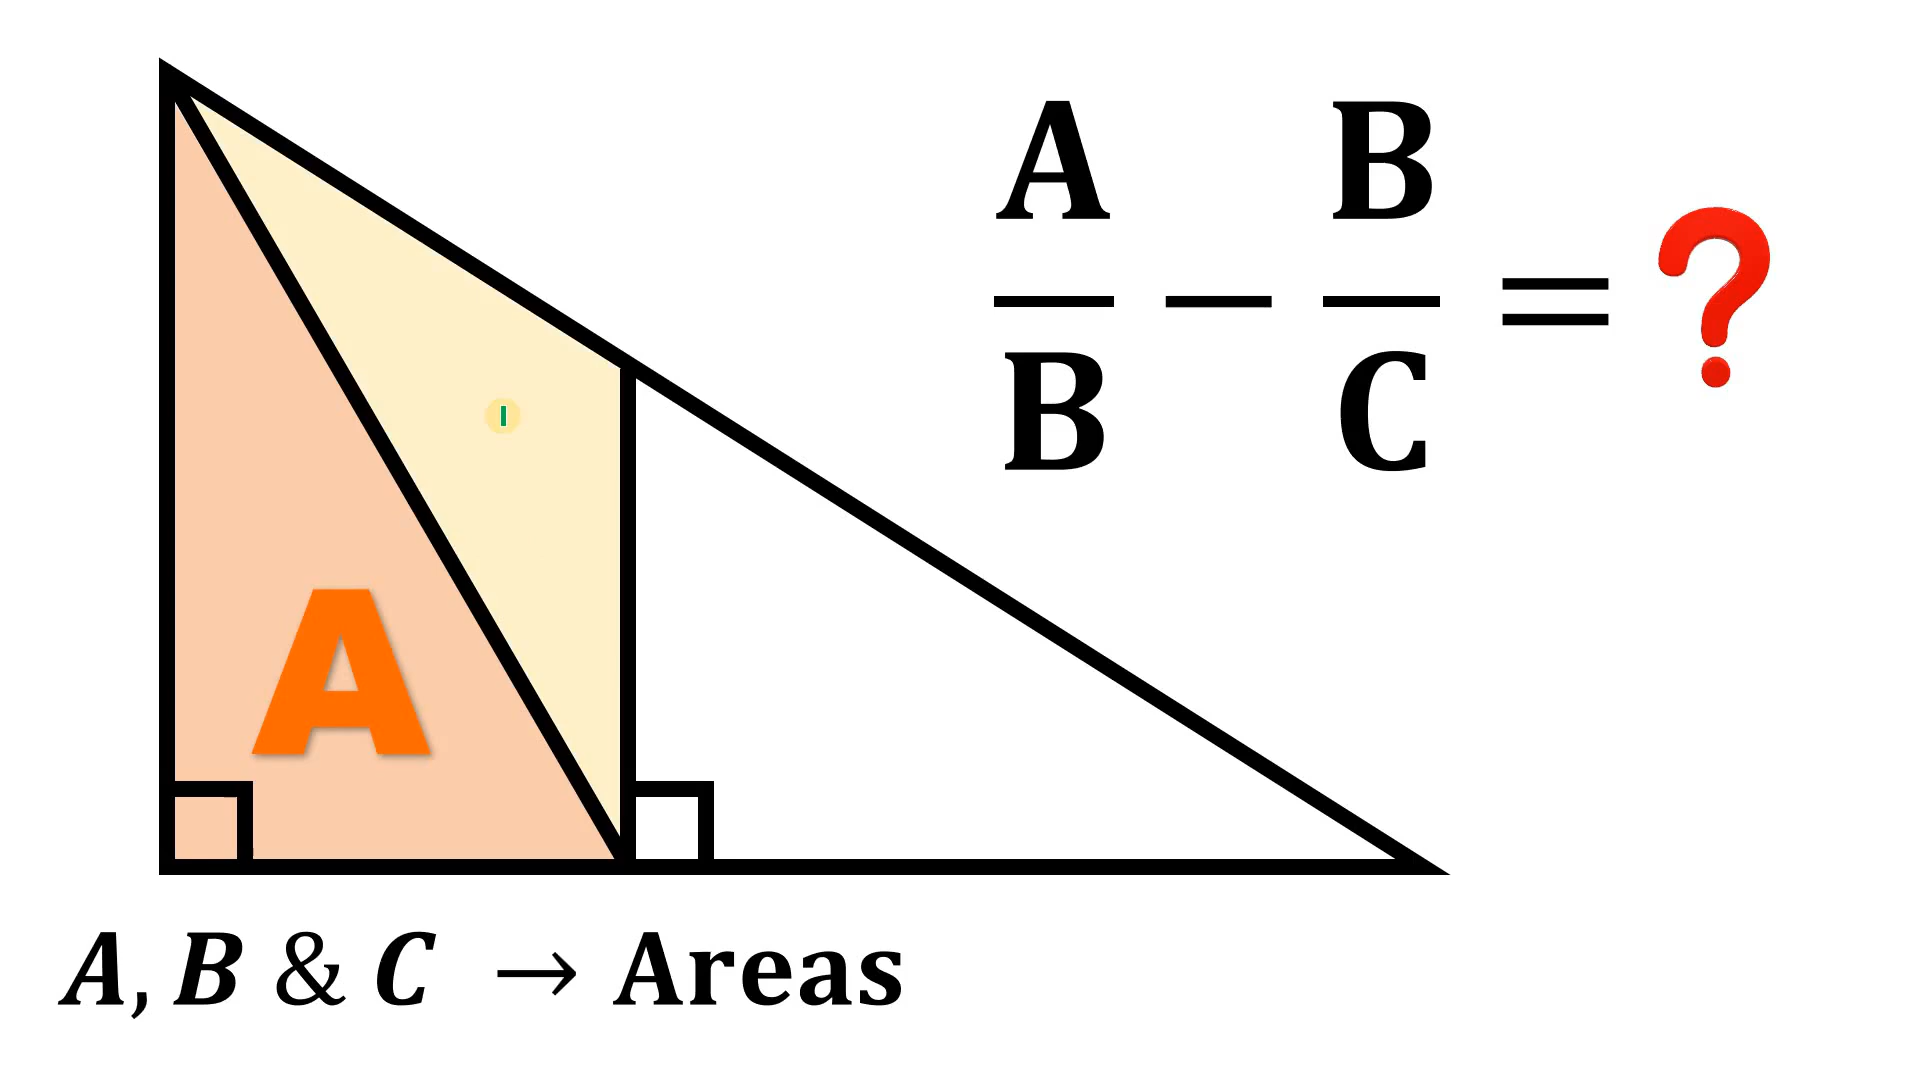 A/B − B/C = ❓
A
A, B & C → Areas